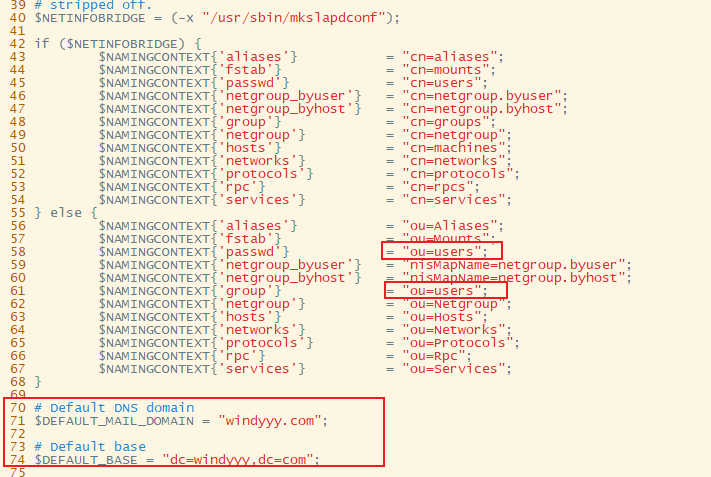 39 # stripped off.
40 $NETINFOBRIDGE = (-x "/usr/sbin/mkslapdconf");
41
42 if ($NETINFOBRIDGE) {
43 $NAMINGCONTEXT{'aliases'} = "cn=aliases";
44 $NAMINGCONTEXT{'fstab'} = "cn=mounts";
45 $NAMINGCONTEXT{'passwd'} = "cn=users";
46 $NAMINGCONTEXT{'netgroup_byuser'} = "cn=netgroup.byuser";
47 $NAMINGCONTEXT{'netgroup_byhost'} = "cn=netgroup.byhost";
48 $NAMINGCONTEXT{'group'} = "cn=groups";
49 $NAMINGCONTEXT{'netgroup'} = "cn=netgroup";
50 $NAMINGCONTEXT{'hosts'} = "cn=machines";
51 $NAMINGCONTEXT{'networks'} = "cn=networks";
52 $NAMINGCONTEXT{'protocols'} = "cn=protocols";
53 $NAMINGCONTEXT{'rpc'} = "cn=rpcs";
54 $NAMINGCONTEXT{'services'} = "cn=services";
55 } else {
56 $NAMINGCONTEXT{'aliases'} = "ou=Aliases";
57 $NAMINGCONTEXT{'fstab'} = "ou=Mounts";
58 $NAMINGCONTEXT{'passwd'} = "ou=users";
59 $NAMINGCONTEXT{'netgroup_byuser'} = "nisMapName=netgroup.byuser";
60 $NAMINGCONTEXT{'netgroup_byhost'} = "nisMapName=netgroup.byhost";
61 $NAMINGCONTEXT{'group'} = "ou=users";
62 $NAMINGCONTEXT{'netgroup'} = "ou=Netgroup";
63 $NAMINGCONTEXT{'hosts'} = "ou=Hosts";
64 $NAMINGCONTEXT{'networks'} = "ou=Networks";
65 $NAMINGCONTEXT{'protocols'} = "ou=Protocols";
66 $NAMINGCONTEXT{'rpc'} = "ou=Rpc";
67 $NAMINGCONTEXT{'services'} = "ou=Services";
68 }
69
70 # Default DNS domain
71 $DEFAULT_MAIL_DOMAIN = "windyyy.com";
72
73 # Default base
74 $DEFAULT_BASE = "dc=windyyy,dc=com";
75